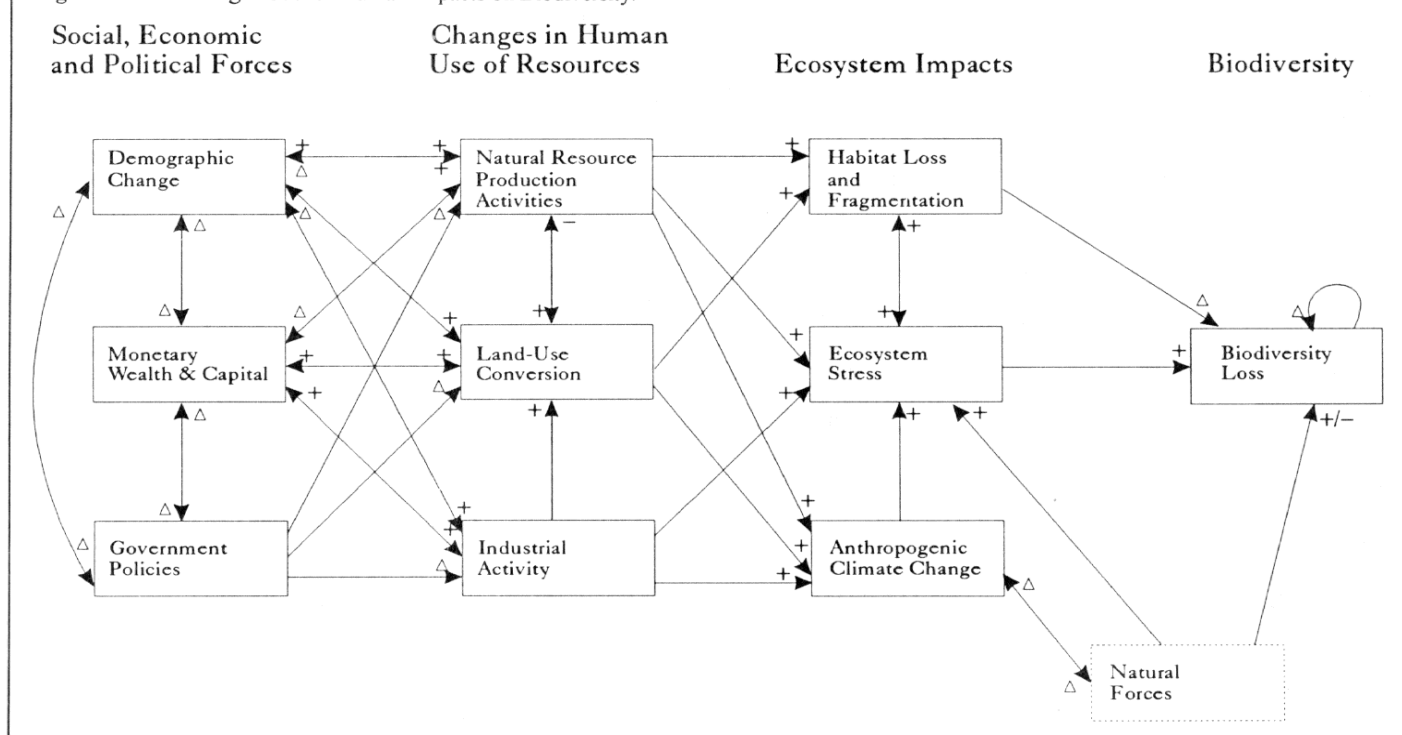 Social, Economic
and Political Forces
Changes in Human
Use of Resources
Ecosystem Impacts
Biodiversity
Demographic
Change
Natural Resource
Production
Activities
Habitat Loss
and
Fragmentation
Monetary
Wealth & Capital
Land-Use
Conversion
Ecosystem
Stress
Biodiversity
Loss
Government
Policies
Industrial
Activity
Anthropogenic
Climate Change
Natural
Forces
+/−